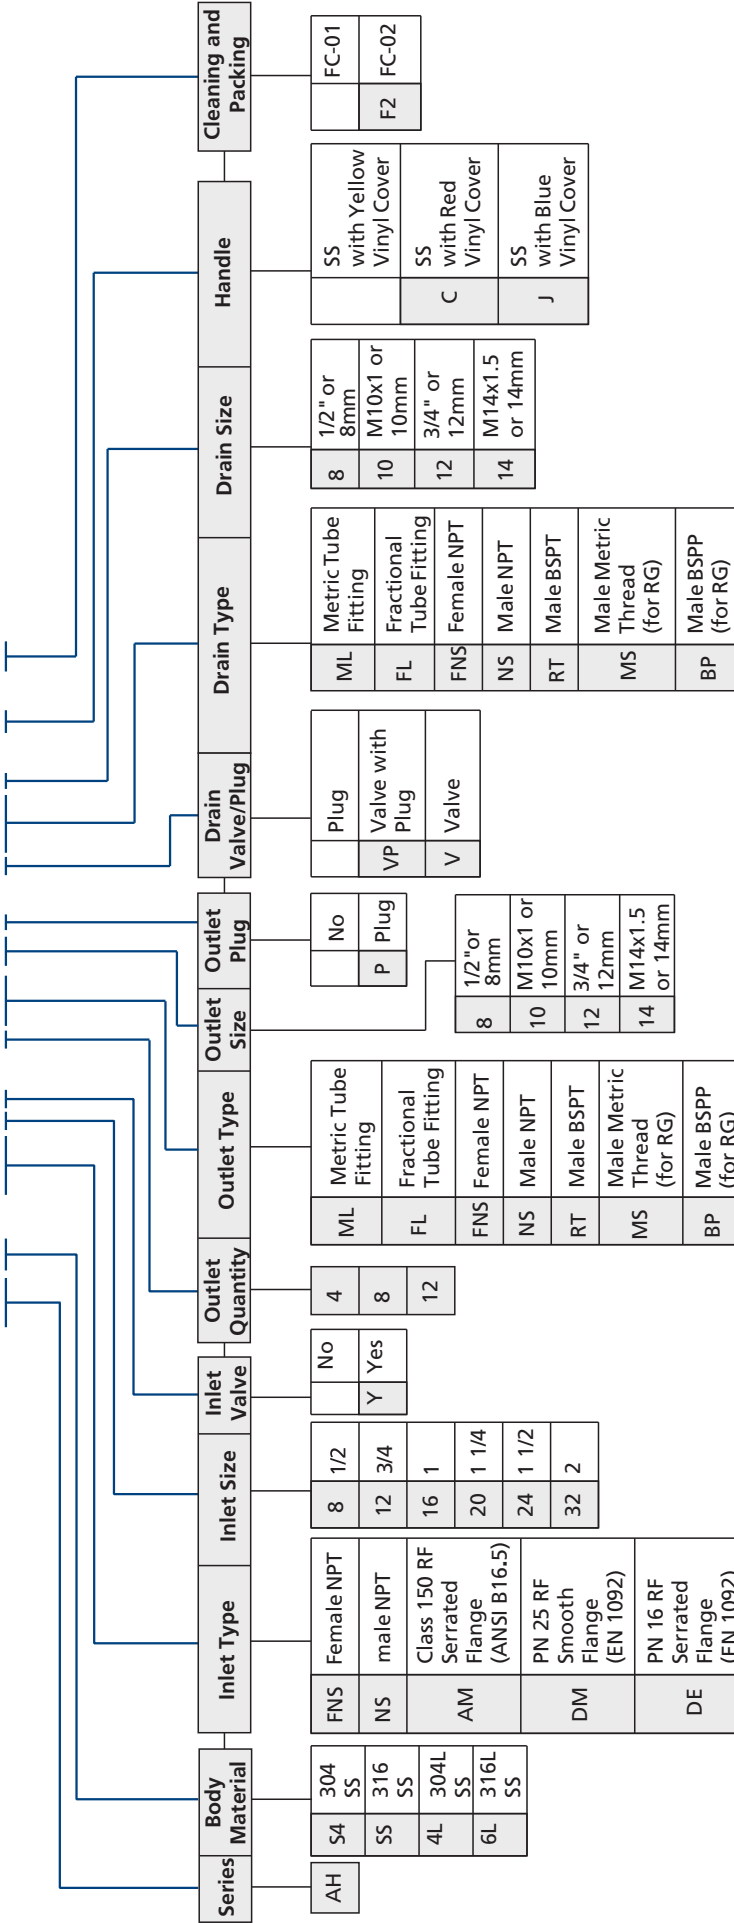 Series
AH
Body
Material
S4
304
SS
SS
316
SS
4L
304L
SS
6L
316L
SS
Inlet Type
FNS
Female NPT
NS
male NPT
AM
Class 150 RF
Serrated
Flange
(ANSI B16.5)
DM
PN 25 RF
Smooth
Flange
(EN 1092)
DE
PN 16 RF
Serrated
Flange
(EN 1092)
Inlet Size
8
1/2
12
3/4
16
1
20
1 1/4
24
1 1/2
32
2
Inlet
Valve
No
Y
Yes
Outlet
Quantity
4
8
12
Outlet Type
ML
Metric Tube
Fitting
FL
Fractional
Tube Fitting
FNS
Female NPT
NS
Male NPT
RT
Male BSPT
MS
Male Metric
Thread
(for RG)
BP
Male BSPP
(for RG)
Outlet
Size
8
1/2"or
8mm
10
M10x1 or
10mm
12
3/4" or
12mm
14
M14x1.5
or 14mm
Outlet
Plug
No
P
Plug
Drain
Valve/Plug
Plug
VP
Valve with
Plug
V
Valve
Drain Type
ML
Metric Tube
Fitting
FL
Fractional
Tube Fitting
FNS
Female NPT
NS
Male NPT
RT
Male BSPT
MS
Male Metric
Thread
(for RG)
BP
Male BSPP
(for RG)
Drain Size
8
1/2" or
8mm
10
M10x1 or
10mm
12
3/4" or
12mm
14
M14x1.5
or 14mm
Handle
SS
with Yellow
Vinyl Cover
C
SS
with Red
Vinyl Cover
J
SS
with Blue
Vinyl Cover
Cleaning and
Packing
FC-01
F2
FC-02